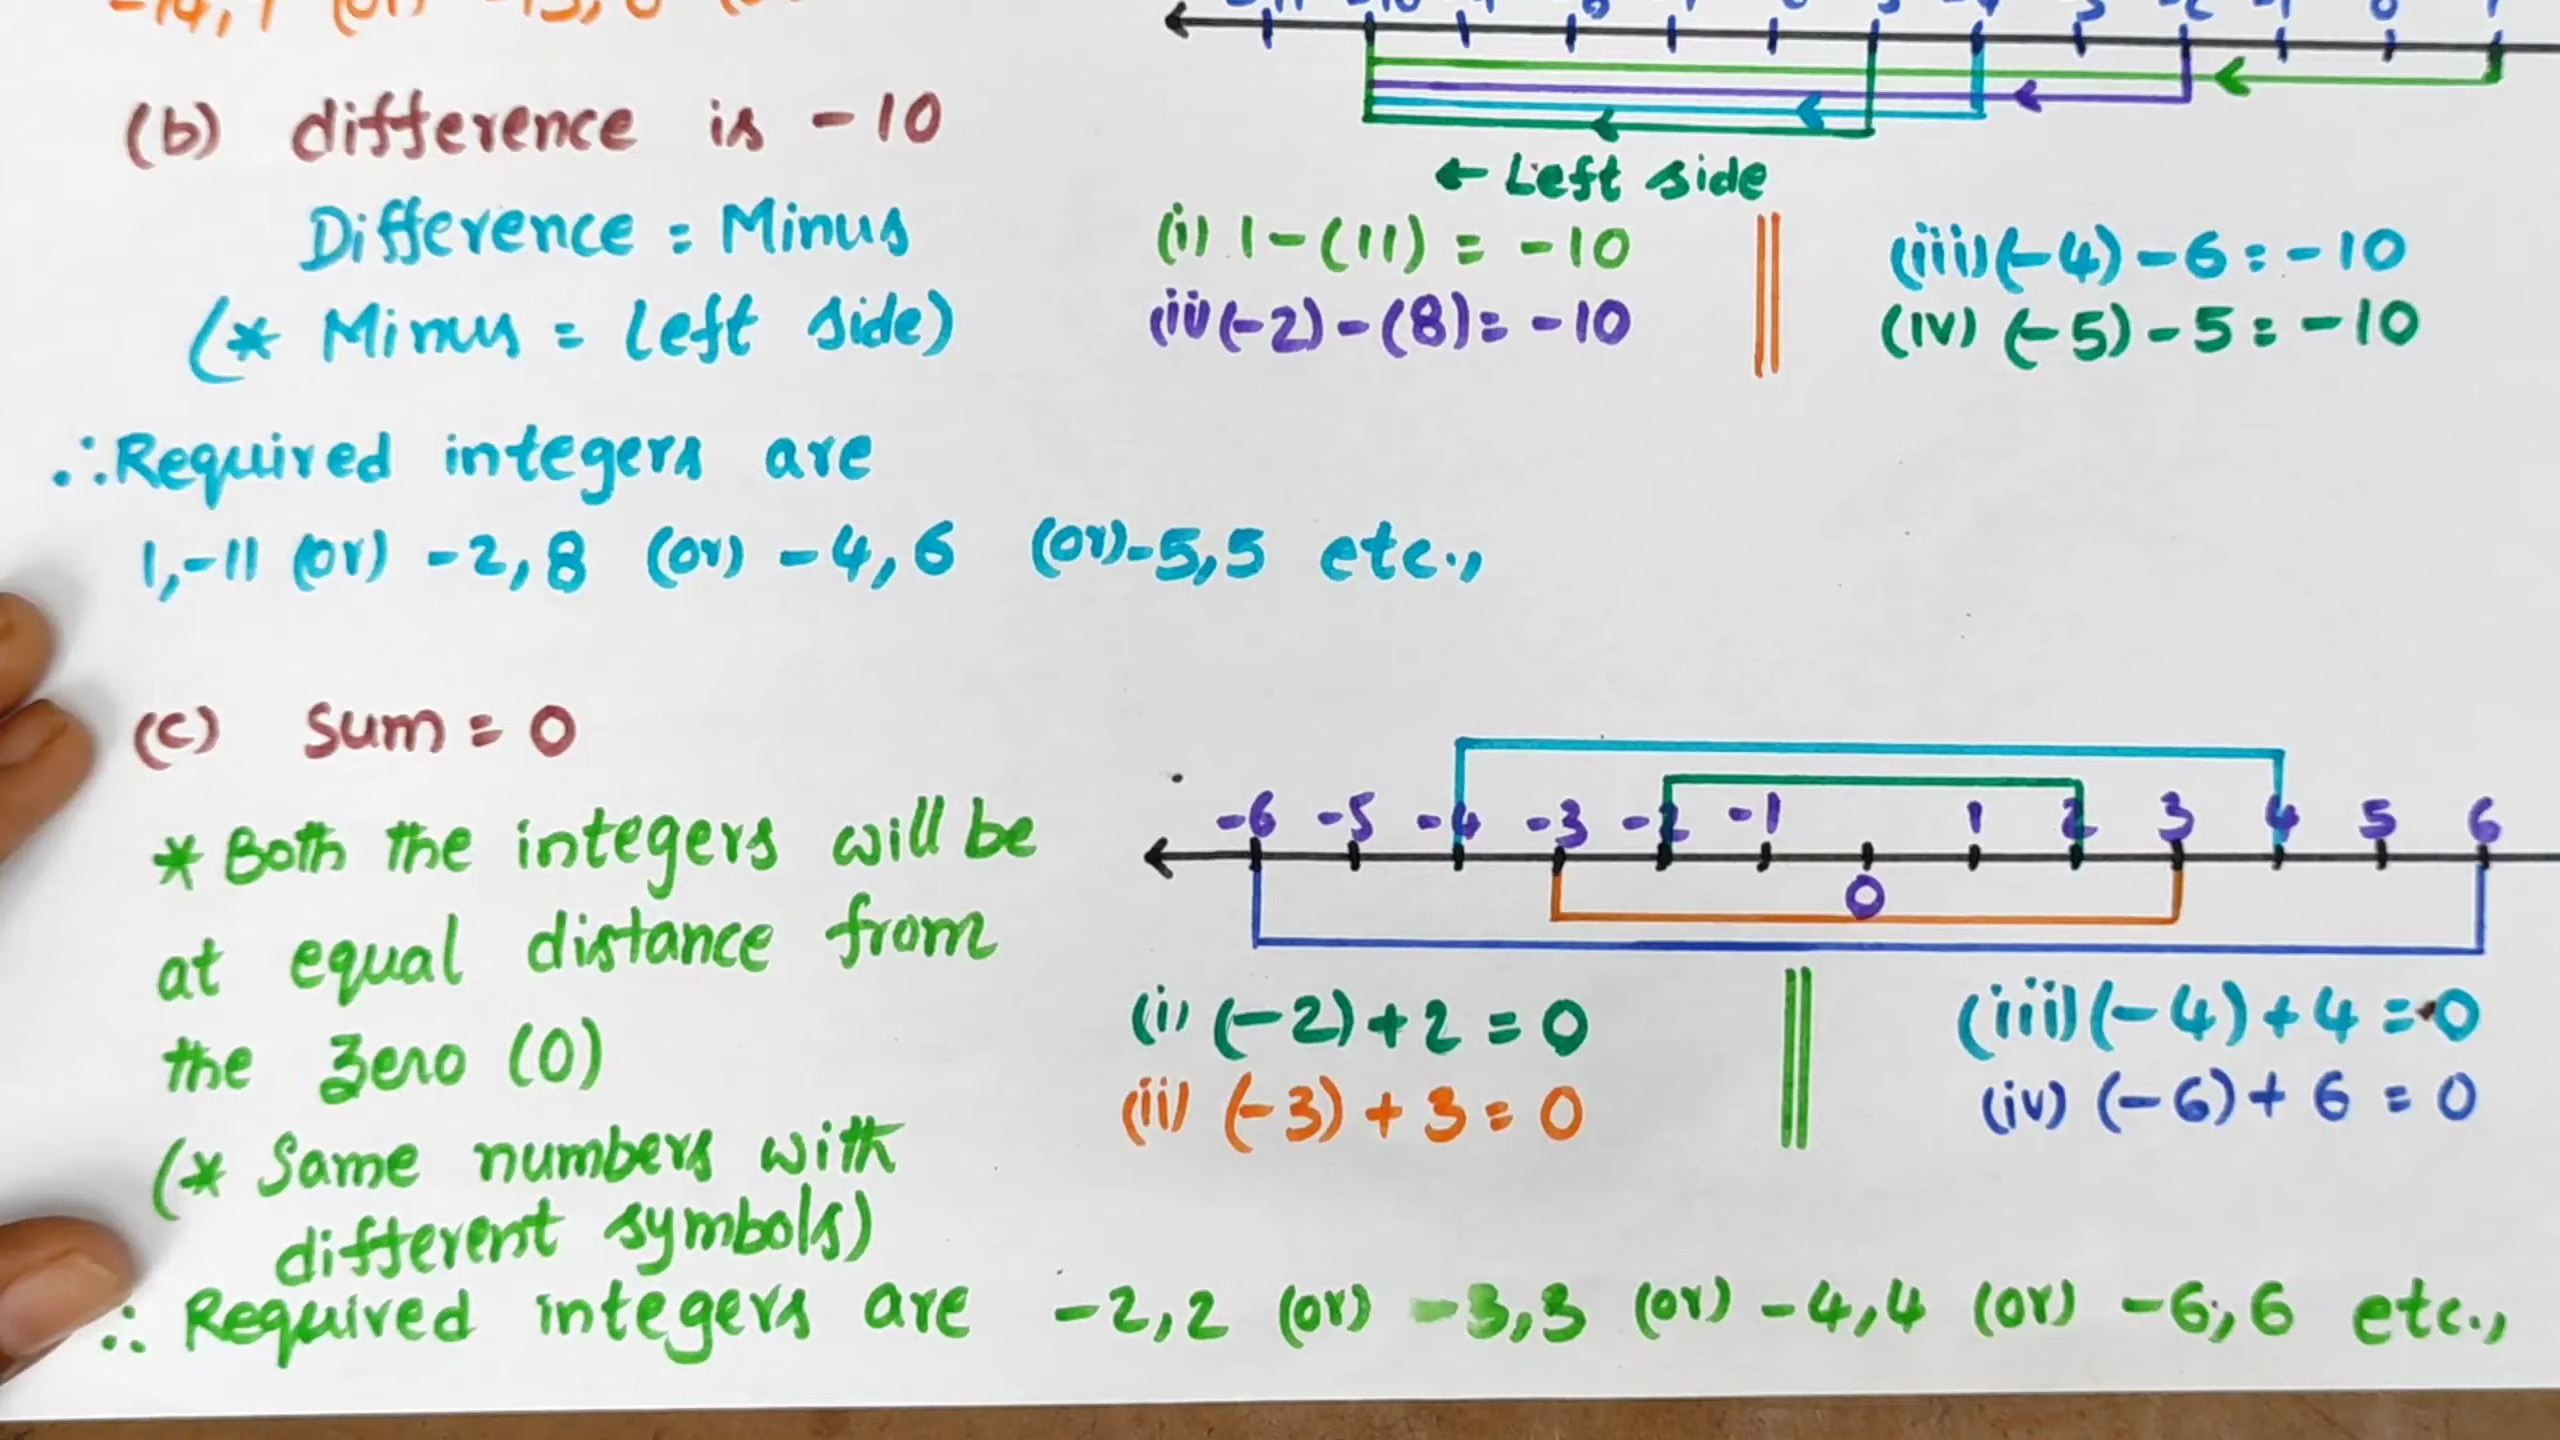 (b) difference is -10
Difference = Minus
(* Minus = Left side)
∴ Required integers are
1,-11 (or) -2,8 (or) -4,6 (or) -5,5 etc.,
← Left side
(i) 1-(11) = -10
(ii) (-2)-(8) = -10
(iii) (-4)-6 = -10
(iv) (-5)-5 = -10
(c) Sum = 0
* Both the integers will be
at equal distance from
the Zero (0)
(* Same numbers with
different symbols)
-6 -5 -4 -3 -2 -1 1 2 3 4 5 6
0
(i) (-2)+2 = 0
(ii) (-3)+3 = 0
(iii) (-4)+4 = 0
(iv) (-6)+6 = 0
∴ Required integers are -2,2 (or) -3,3 (or) -4,4 (or) -6,6 etc.,